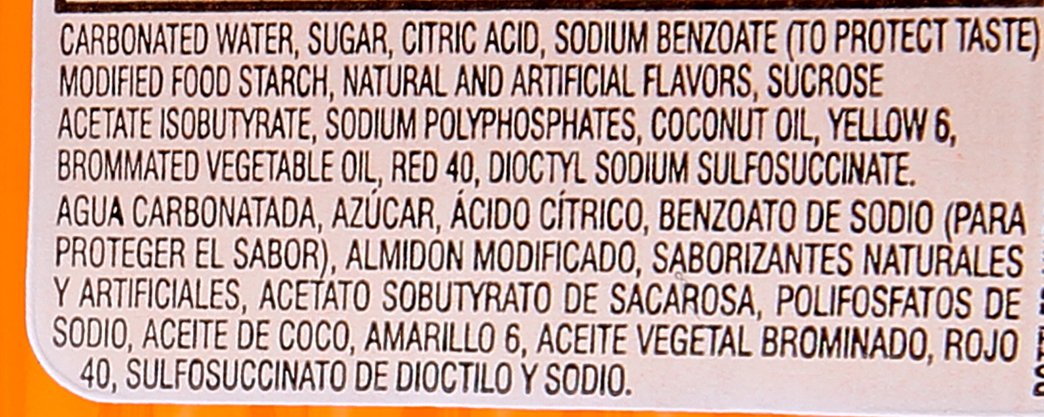 CARBONATED WATER, SUGAR, CITRIC ACID, SODIUM BENZOATE (TO PROTECT TASTE)
MODIFIED FOOD STARCH, NATURAL AND ARTIFICIAL FLAVORS, SUCROSE
ACETATE ISOBUTYRATE, SODIUM POLYPHOSPHATES, COCONUT OIL, YELLOW 6,
BROMMATED VEGETABLE OIL, RED 40, DIOCTYL SODIUM SULFOSUCCINATE.
AGUA CARBONATADA, AZÚCAR, ÁCIDO CÍTRICO, BENZOATO DE SODIO (PARA
PROTEGER EL SABOR), ALMIDON MODIFICADO, SABORIZANTES NATURALES
Y ARTIFICIALES, ACETATO SOBUTYRATO DE SACAROSA, POLIFOSFATOS DE
SODIO, ACEITE DE COCO, AMARILLO 6, ACEITE VEGETAL BROMINADO, ROJO
40, SULFOSUCCINATO DE DIOCTILO Y SODIO.